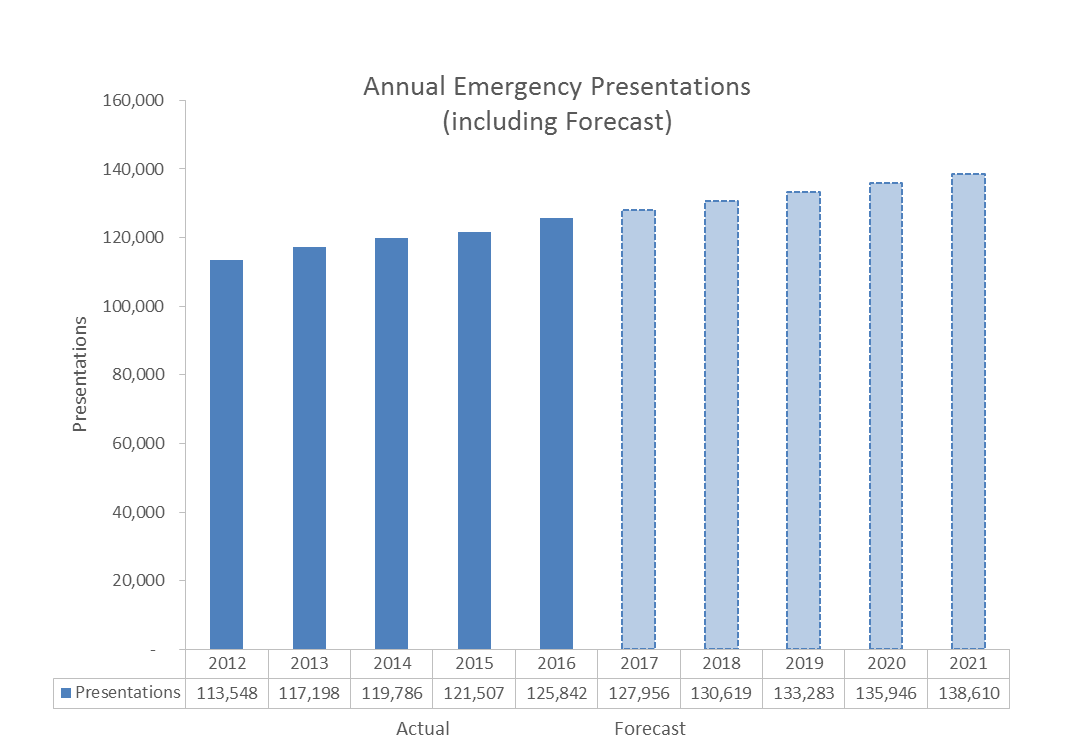 Annual Emergency Presentations
(including Forecast)
160,000
140,000
120,000
100,000
80,000
60,000
40,000
20,000
-
Presentations
2012 2013 2014 2015 2016 2017 2018 2019 2020 2021
Presentations 113,548 117,198 119,786 121,507 125,842 127,956 130,619 133,283 135,946 138,610
Actual Forecast